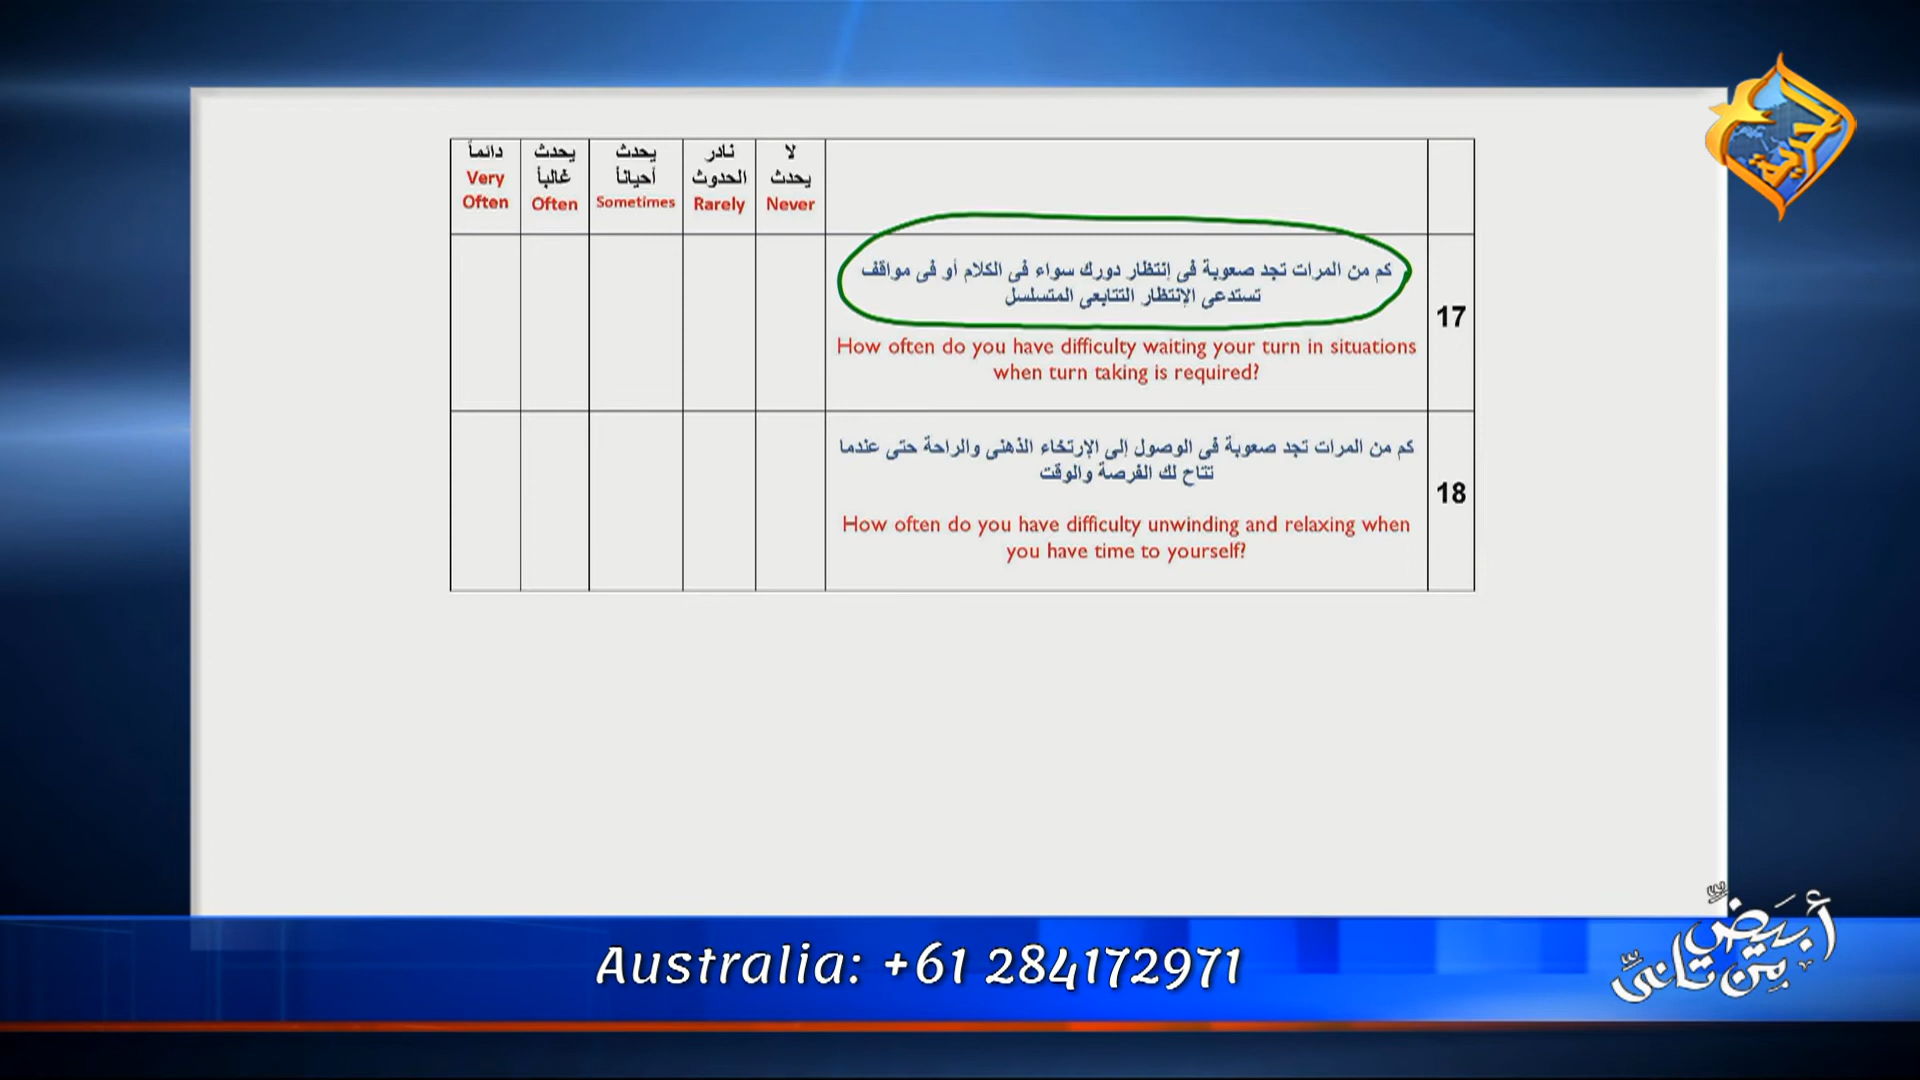 لا
يحدث
Never
نادر
الحدوث
Rarely
يحدث
أحياناً
Sometimes
يحدث
غالباً
Often
دائماً
Very
Often
17
كم من المرات تجد صعوبة فى إنتظار دورك سواء فى الكلام أو فى مواقف
تستدعى الإنتظار التتابعى المتسلسل
How often do you have difficulty waiting your turn in situations
when turn taking is required?
18
كم من المرات تجد صعوبة فى الوصول إلى الإرتخاء الذهنى والراحة حتى عندما
تتاح لك الفرصة والوقت
How often do you have difficulty unwinding and relaxing when
you have time to yourself?
الحرية
أبيَضّ
مِن تانىّ
Australia: +61 284172971